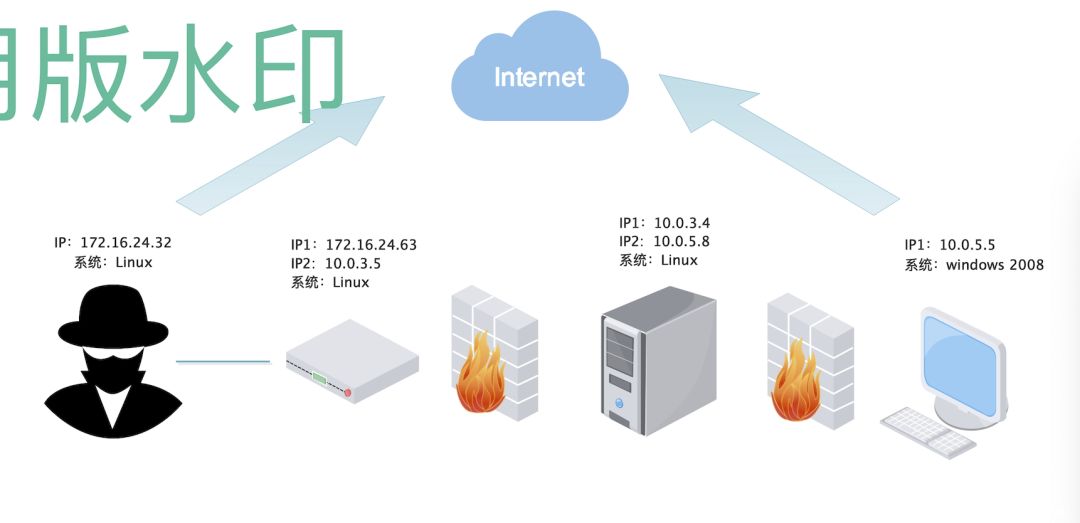 版水印
Internet
IP：172.16.24.32
系统：Linux
IP1：172.16.24.63
IP2：10.0.3.5
系统：Linux
IP1：10.0.3.4
IP2：10.0.5.8
系统：Linux
IP1：10.0.5.5
系统：windows 2008